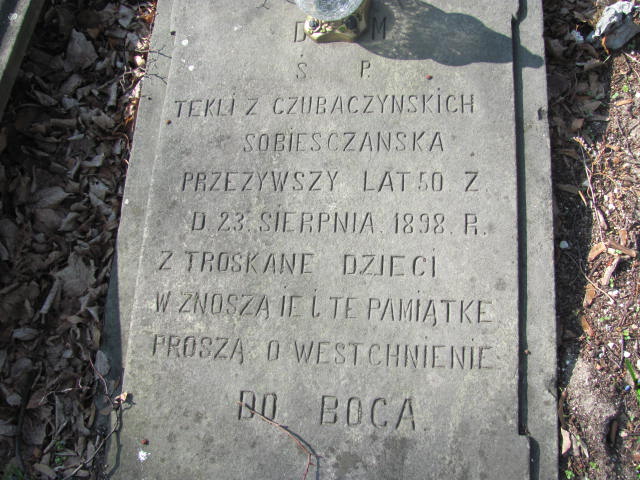 D M
Ś P.
TEKLI Z CZUBACZYNSKICH
SOBIESCZANSKA
PRZEZYWSZY LAT 50. Z.
D. 23. SIERPNIA. 1898. R.
Z TROSKANE DZIECI
W ZNOSZĄ IE J. TE PAMIĄTKE
PROSZĄ O WESTCHNIENIE
DO BOGA.